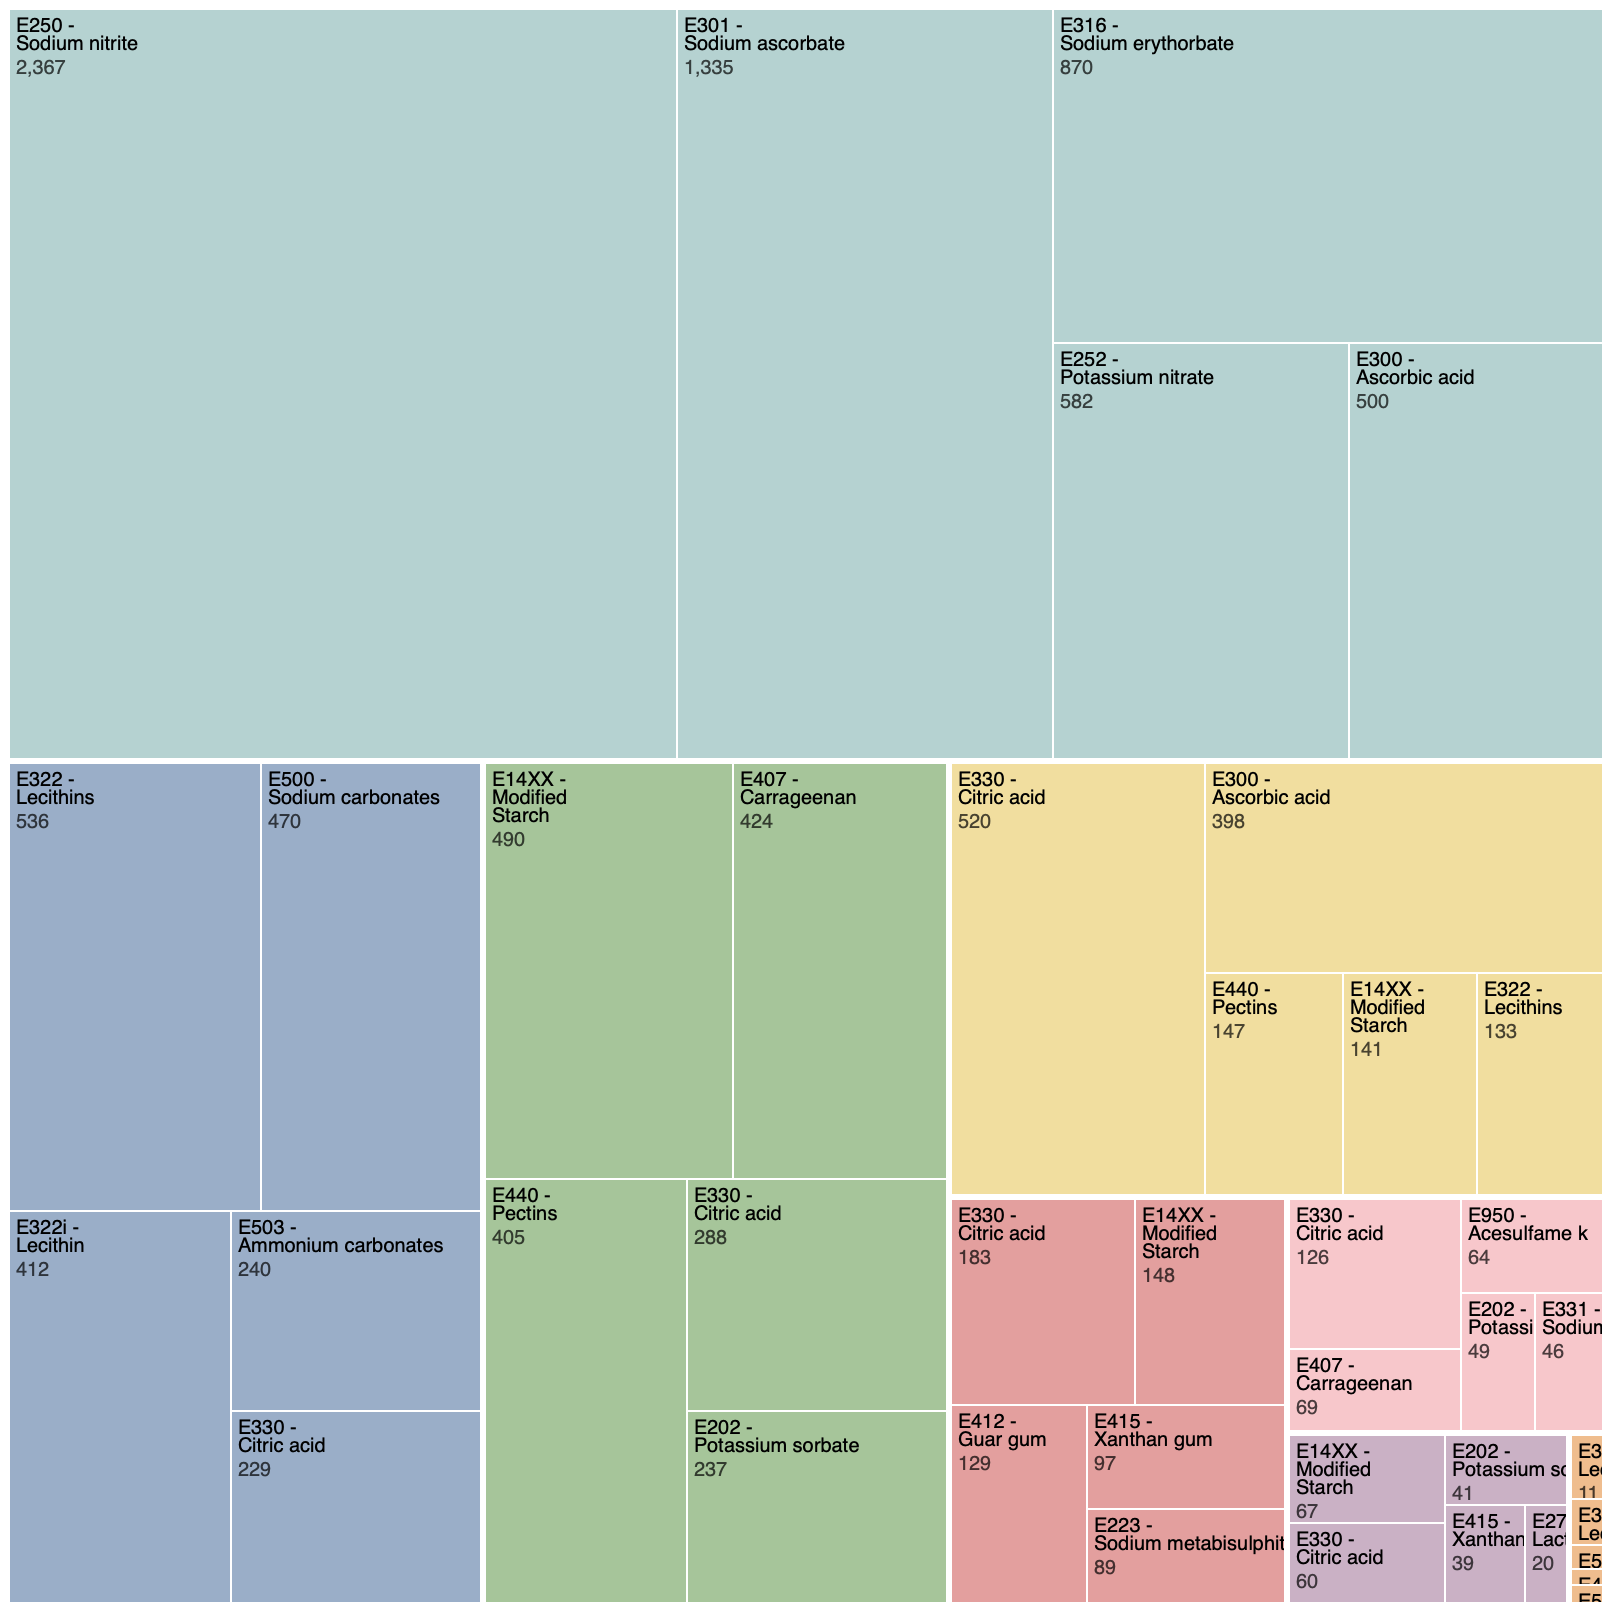 E250 -
Sodium nitrite
2,367
E301 -
Sodium ascorbate
1,335
E316 -
Sodium erythorbate
870
E252 -
Potassium nitrate
582
E300 -
Ascorbic acid
500
E322 -
Lecithins
536
E500 -
Sodium carbonates
470
E322i -
Lecithin
412
E503 -
Ammonium carbonates
240
E330 -
Citric acid
229
E14XX -
Modified
Starch
490
E407 -
Carrageenan
424
E440 -
Pectins
405
E330 -
Citric acid
288
E202 -
Potassium sorbate
237
E330 -
Citric acid
520
E300 -
Ascorbic acid
398
E440 -
Pectins
147
E14XX -
Modified
Starch
141
E322 -
Lecithins
133
E330 -
Citric acid
183
E14XX -
Modified
Starch
148
E412 -
Guar gum
129
E415 -
Xanthan gum
97
E223 -
Sodium metabisulphit
89
E330 -
Citric acid
126
E407 -
Carrageenan
69
E950 -
Acesulfame k
64
E202 -
Potassi
49
E331 -
Sodiun
46
E14XX -
Modified
Starch
67
E330 -
Citric acid
60
E202 -
Potassium so
41
E415 -
Xanthan
39
E27
Lact
20
E3
Lec
11
E3
Lec
E5
E4
E5